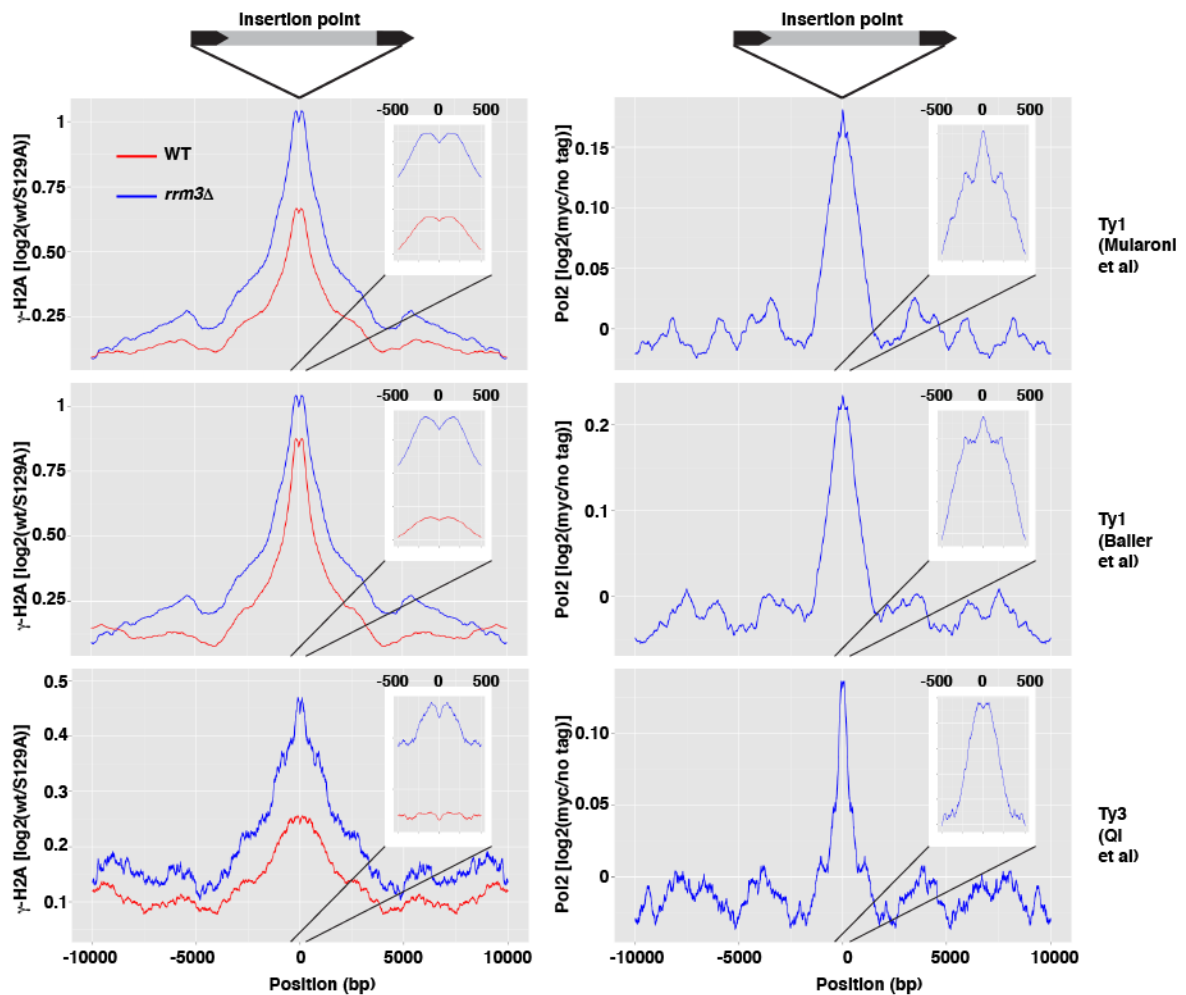 Insertion point
Insertion point
γ-H2A [log2(wt/S129A)]
1
0.75
0.50
0.25
WT
rrm3Δ
-500 0 500
Pol2 [log2(myc/no tag)]
0.15
0.10
0.05
0
-500 0 500
Ty1
(Mularoni
et al)
γ-H2A [log2(wt/S129A)]
1
0.75
0.50
0.25
-500 0 500
Pol2 [log2(myc/no tag)]
0.2
0.1
0
-500 0 500
Ty1
(Baller
et al)
γ-H2A [log2(wt/S129A)]
0.5
0.4
0.3
0.2
0.1
-500 0 500
Pol2 [log2(myc/no tag)]
0.10
0.05
0
-500 0 500
Ty3
(QI
et al)
-10000 -5000 0 5000 10000
Position (bp)
-10000 -5000 0 5000 10000
Position (bp)